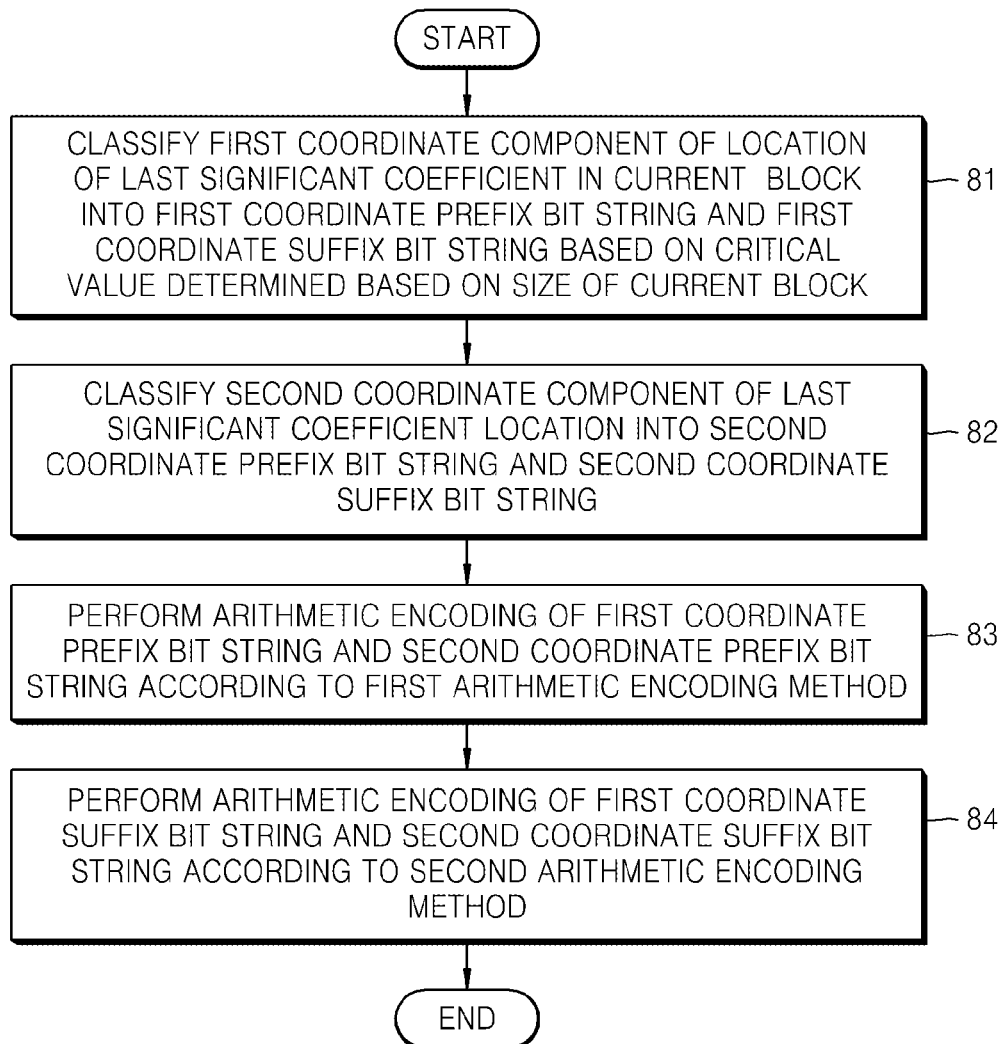 START
CLASSIFY FIRST COORDINATE COMPONENT OF LOCATION
OF LAST SIGNIFICANT COEFFICIENT IN CURRENT BLOCK
INTO FIRST COORDINATE PREFIX BIT STRING AND FIRST
COORDINATE SUFFIX BIT STRING BASED ON CRITICAL
VALUE DETERMINED BASED ON SIZE OF CURRENT BLOCK
81
CLASSIFY SECOND COORDINATE COMPONENT OF LAST
SIGNIFICANT COEFFICIENT LOCATION INTO SECOND
COORDINATE PREFIX BIT STRING AND SECOND COORDINATE
SUFFIX BIT STRING
82
PERFORM ARITHMETIC ENCODING OF FIRST COORDINATE
PREFIX BIT STRING AND SECOND COORDINATE PREFIX BIT
STRING ACCORDING TO FIRST ARITHMETIC ENCODING METHOD
83
PERFORM ARITHMETIC ENCODING OF FIRST COORDINATE
SUFFIX BIT STRING AND SECOND COORDINATE SUFFIX BIT
STRING ACCORDING TO SECOND ARITHMETIC ENCODING
METHOD
84
END